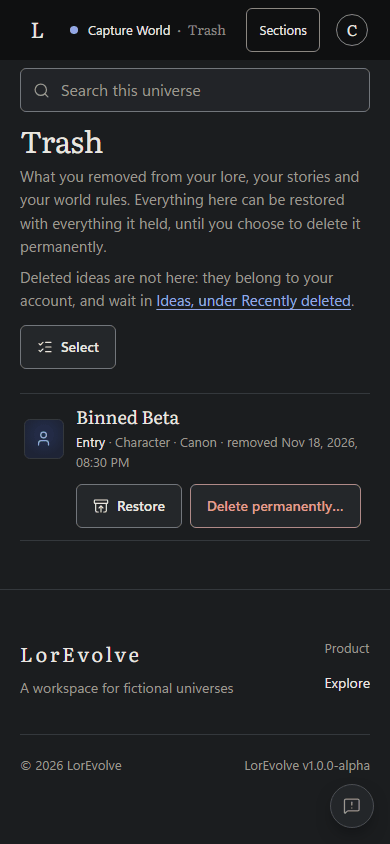 L
Capture World · Trash
Sections
C
Search this universe
Trash
What you removed from your lore, your stories and
your world rules. Everything here can be restored
with everything it held, until you choose to delete it
permanently.
Deleted ideas are not here: they belong to your
account, and wait in Ideas, under Recently deleted.
Select
Binned Beta
Entry · Character · Canon · removed Nov 18, 2026,
08:30 PM
Restore
Delete permanently...
LorEvolve
Product
A workspace for fictional universes
Explore
© 2026 LorEvolve
LorEvolve v1.0.0-alpha